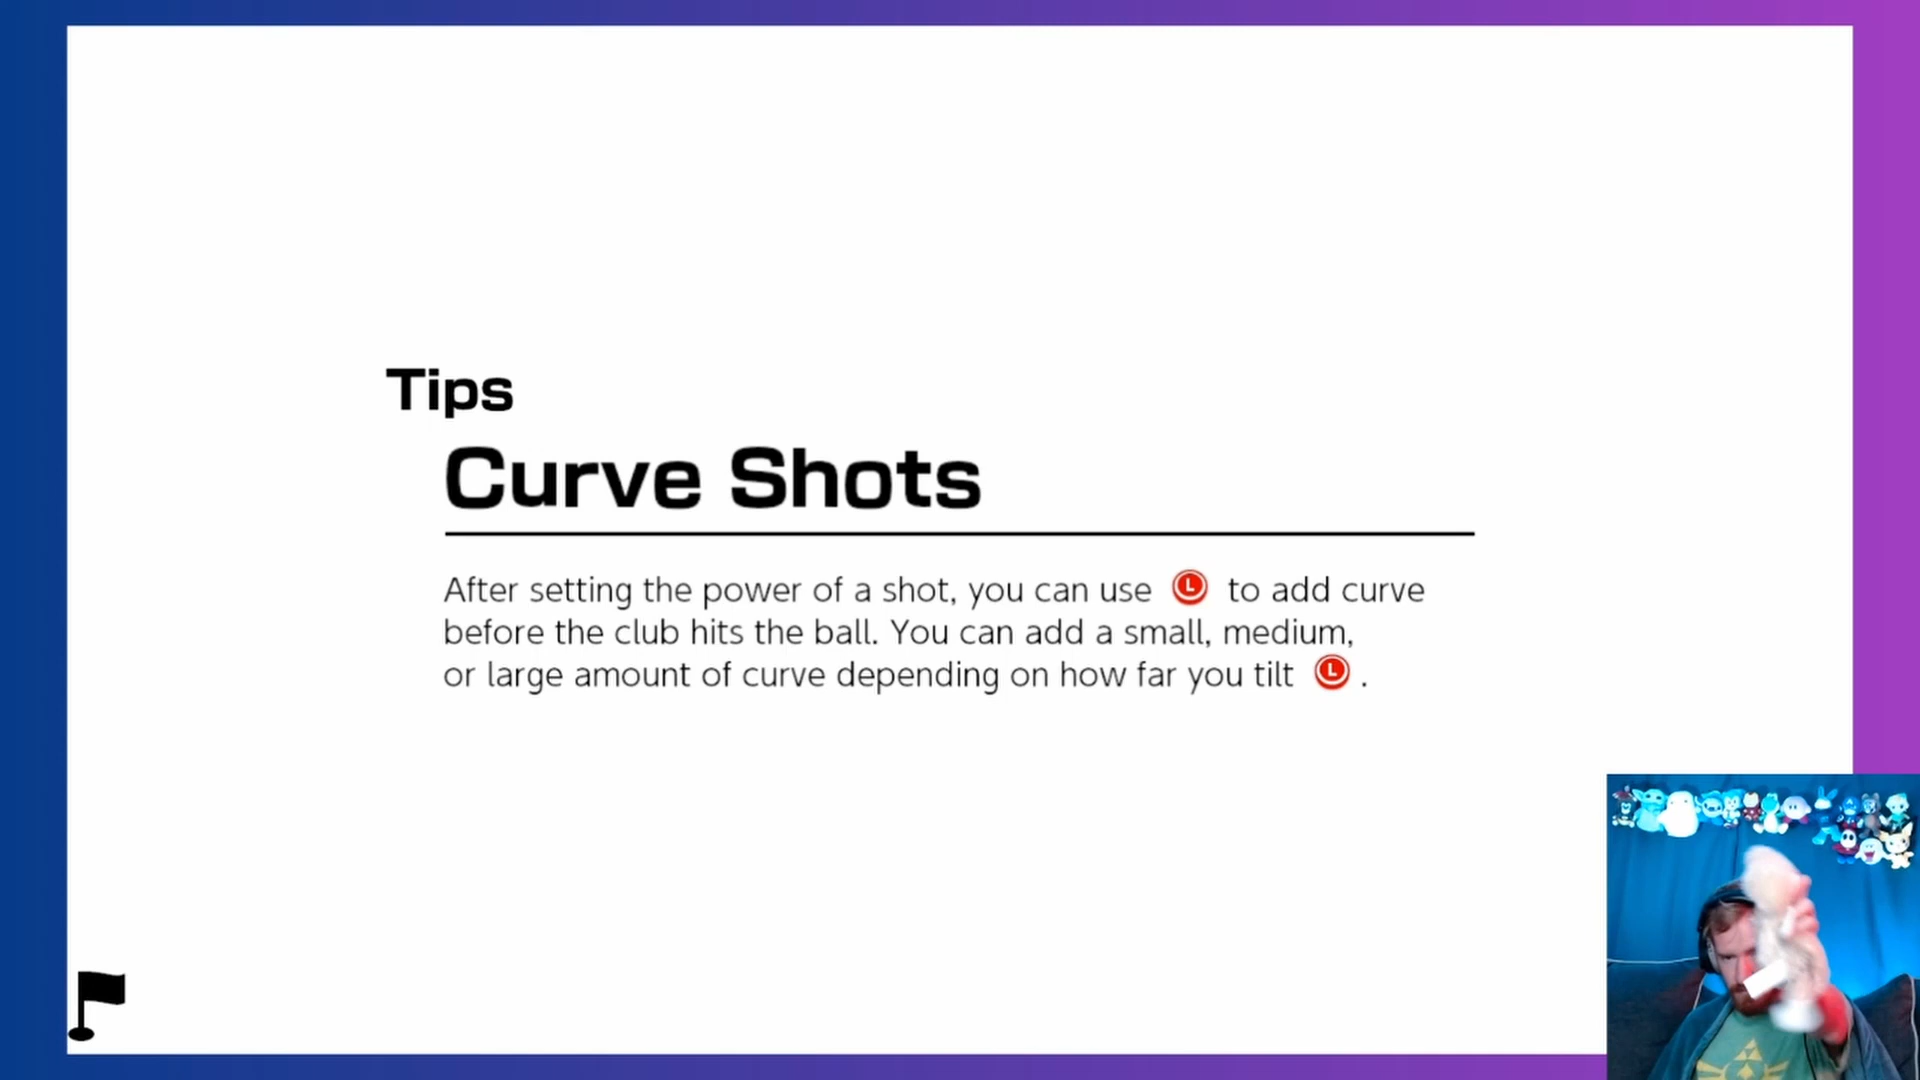 Tips
Curve Shots
After setting the power of a shot, you can use L to add curve
before the club hits the ball. You can add a small, medium,
or large amount of curve depending on how far you tilt L .